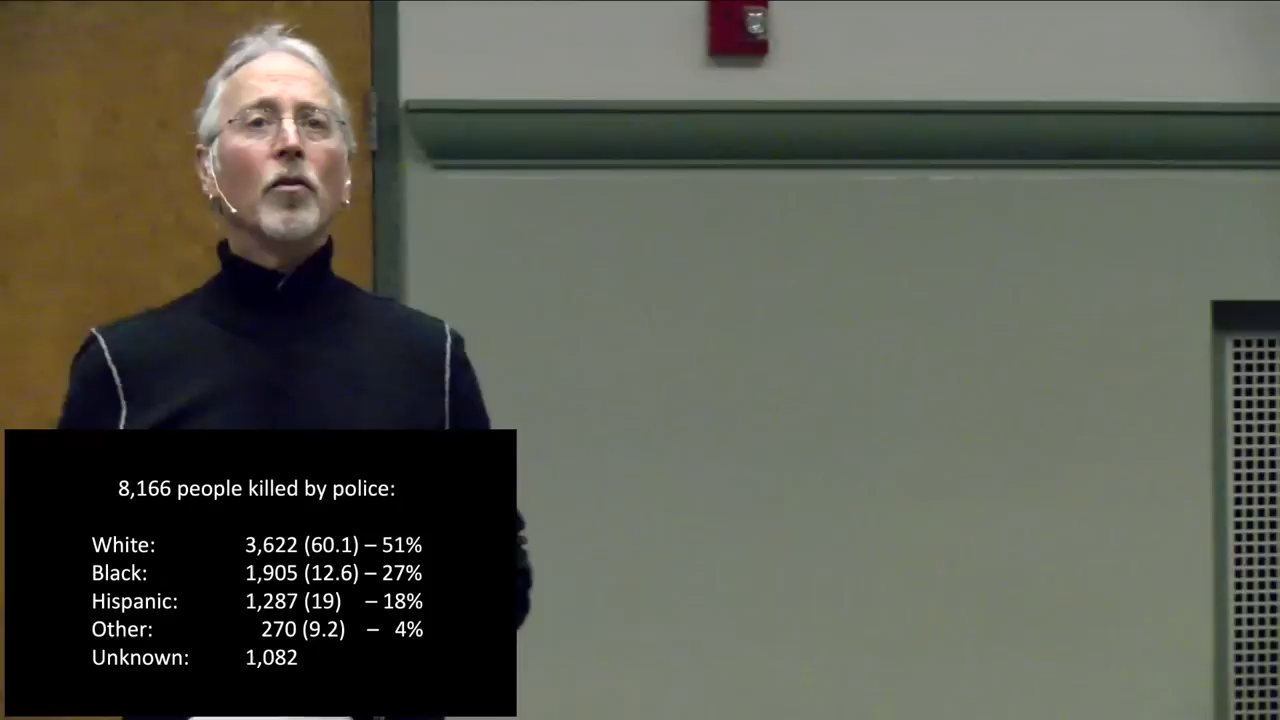 8,166 people killed by police:
White: 3,622 (60.1) – 51%
Black: 1,905 (12.6) – 27%
Hispanic: 1,287 (19) – 18%
Other: 270 (9.2) – 4%
Unknown: 1,082